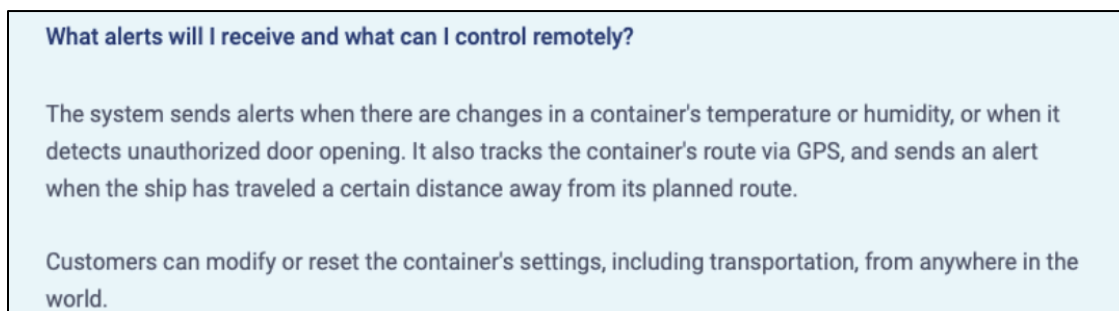 What alerts will I receive and what can I control remotely?
The system sends alerts when there are changes in a container's temperature or humidity, or when it
detects unauthorized door opening. It also tracks the container's route via GPS, and sends an alert
when the ship has traveled a certain distance away from its planned route.
Customers can modify or reset the container's settings, including transportation, from anywhere in the
world.